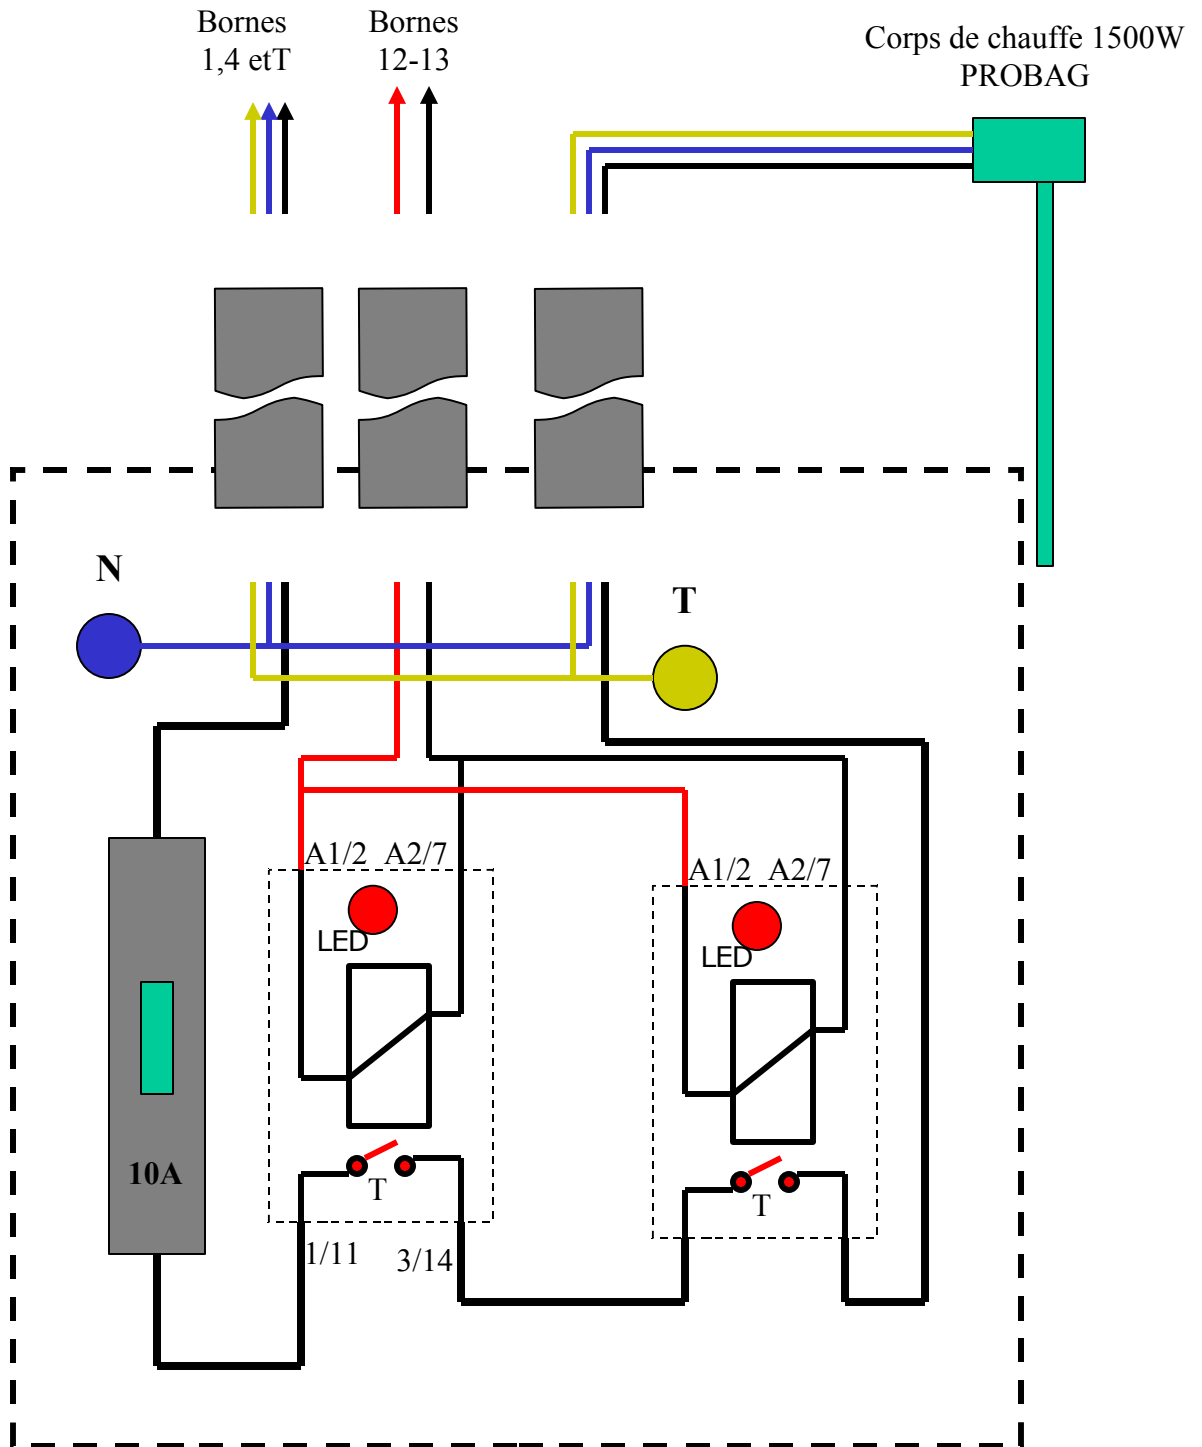 Bornes
1,4 etT
Bornes
12-13
Corps de chauffe 1500W
PROBAG
N
T
A1/2 A2/7
LED
A1/2 A2/7
LED
10A
T
T
1/11
3/14